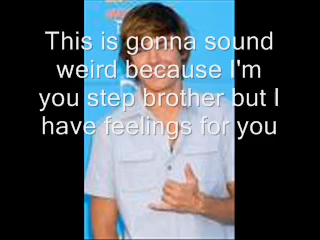 This is gonna sound
weird because I'm
you step brother but I
have feelings for you